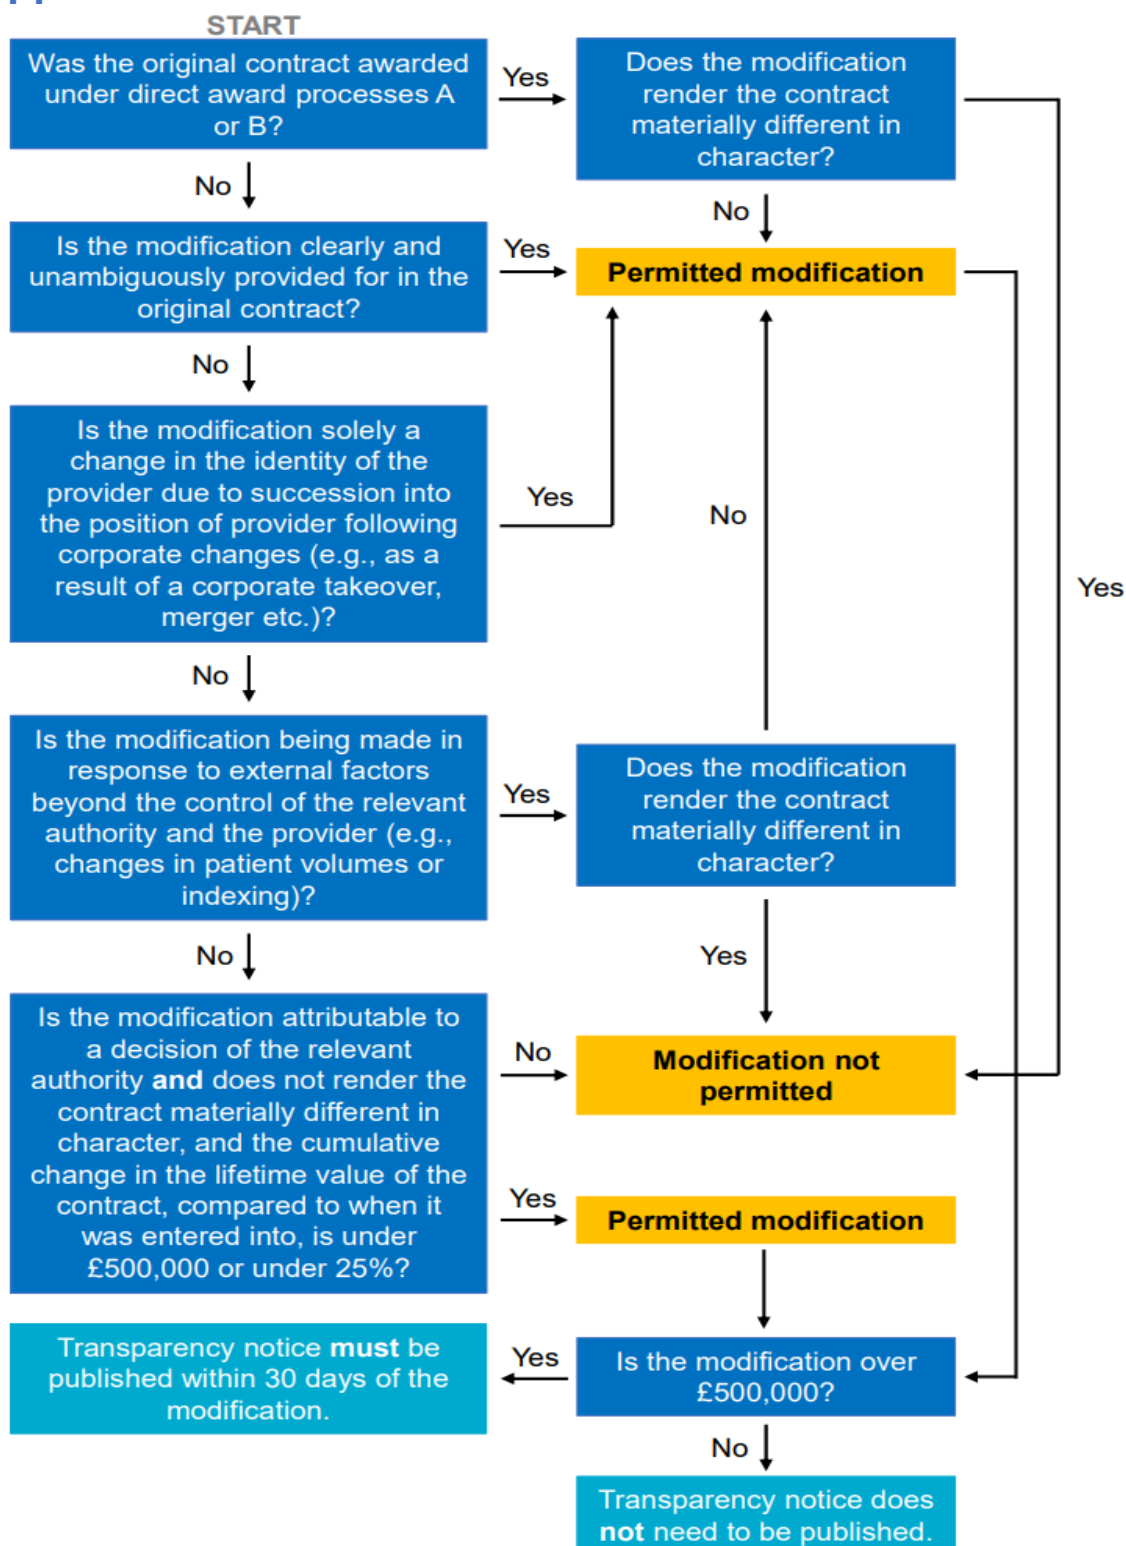 START
Was the original contract awarded
under direct award processes A
or B?
Yes
Does the modification
render the contract
materially different in
character?
No
No
Is the modification clearly and
unambiguously provided for in the
original contract?
Yes
Permitted modification
No
Is the modification solely a
change in the identity of the
provider due to succession into
the position of provider following
corporate changes (e.g., as a
result of a corporate takeover,
merger etc.)?
Yes
No
Yes
No
Is the modification being made in
response to external factors
beyond the control of the relevant
authority and the provider (e.g.,
changes in patient volumes or
indexing)?
Yes
Does the modification
render the contract
materially different in
character?
No
Yes
Is the modification attributable to
a decision of the relevant
authority and does not render the
contract materially different in
character, and the cumulative
change in the lifetime value of the
contract, compared to when it
was entered into, is under
£500,000 or under 25%?
No
Modification not
permitted
Yes
Permitted modification
Transparency notice must be
published within 30 days of the
modification.
Yes
Is the modification over
£500,000?
No
Transparency notice does
not need to be published.